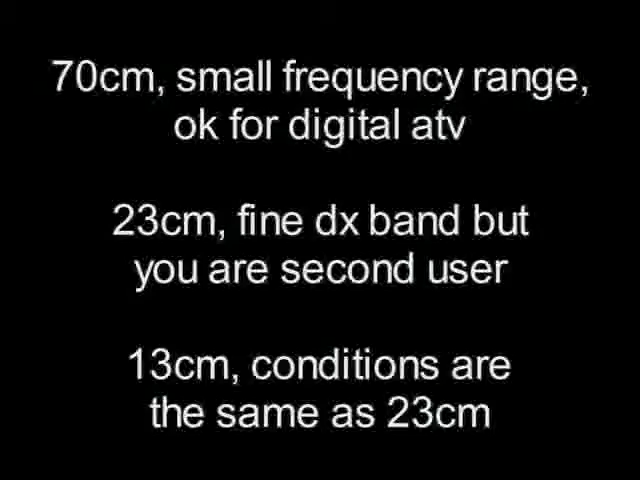 70cm, small frequency range,
ok for digital atv
23cm, fine dx band but
you are second user
13cm, conditions are
the same as 23cm